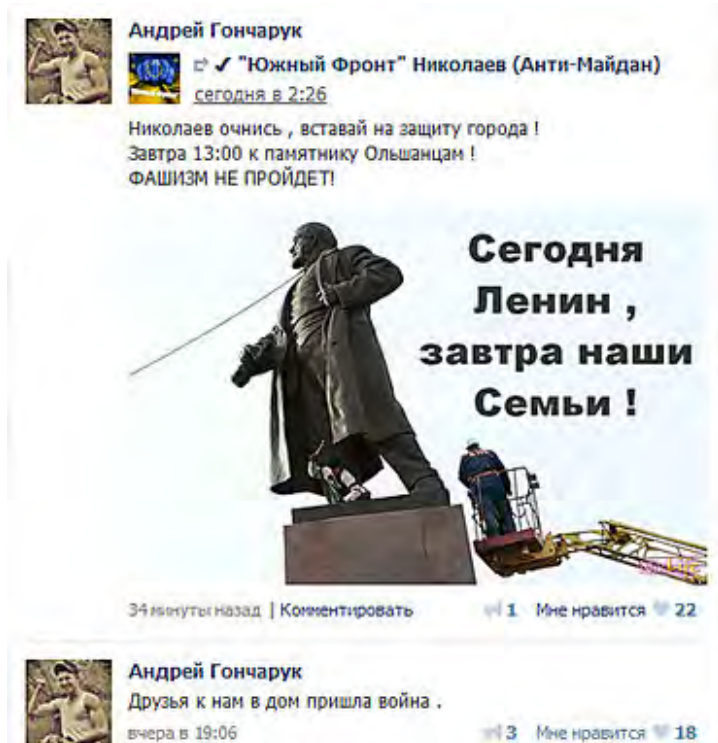 Андрей Гончарук
"Южный Фронт" Николаев (Анти-Майдан)
сегодня в 2:26
Николаев очнись , вставай на защиту города !
Завтра 13:00 к памятнику Ольшанцам !
ФАШИЗМ НЕ ПРОЙДЕТ!
Сегодня
Ленин ,
завтра наши
Семьи !
34 минуты назад | Комментировать 1 Мне нравится 22
Андрей Гончарук
Друзья к нам в дом пришла война .
вчера в 19:06 3 Мне нравится 18